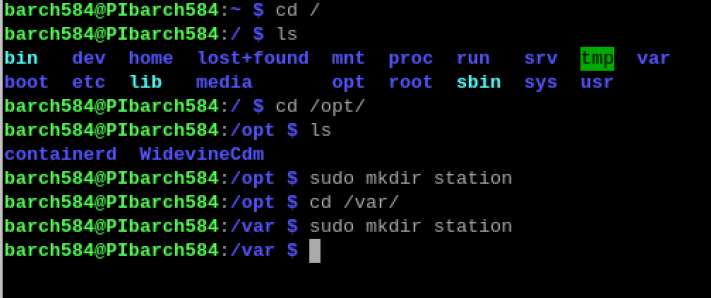 barch584@PIbarch584:~ $ cd /
barch584@PIbarch584:/ $ ls
bin   dev  home  lost+found  mnt  proc  run   srv  tmp  var
boot  etc  lib   media       opt  root  sbin  sys  usr
barch584@PIbarch584:/ $ cd /opt/
barch584@PIbarch584:/opt $ ls
containerd  WidevineCdm
barch584@PIbarch584:/opt $ sudo mkdir station
barch584@PIbarch584:/opt $ cd /var/
barch584@PIbarch584:/var $ sudo mkdir station
barch584@PIbarch584:/var $